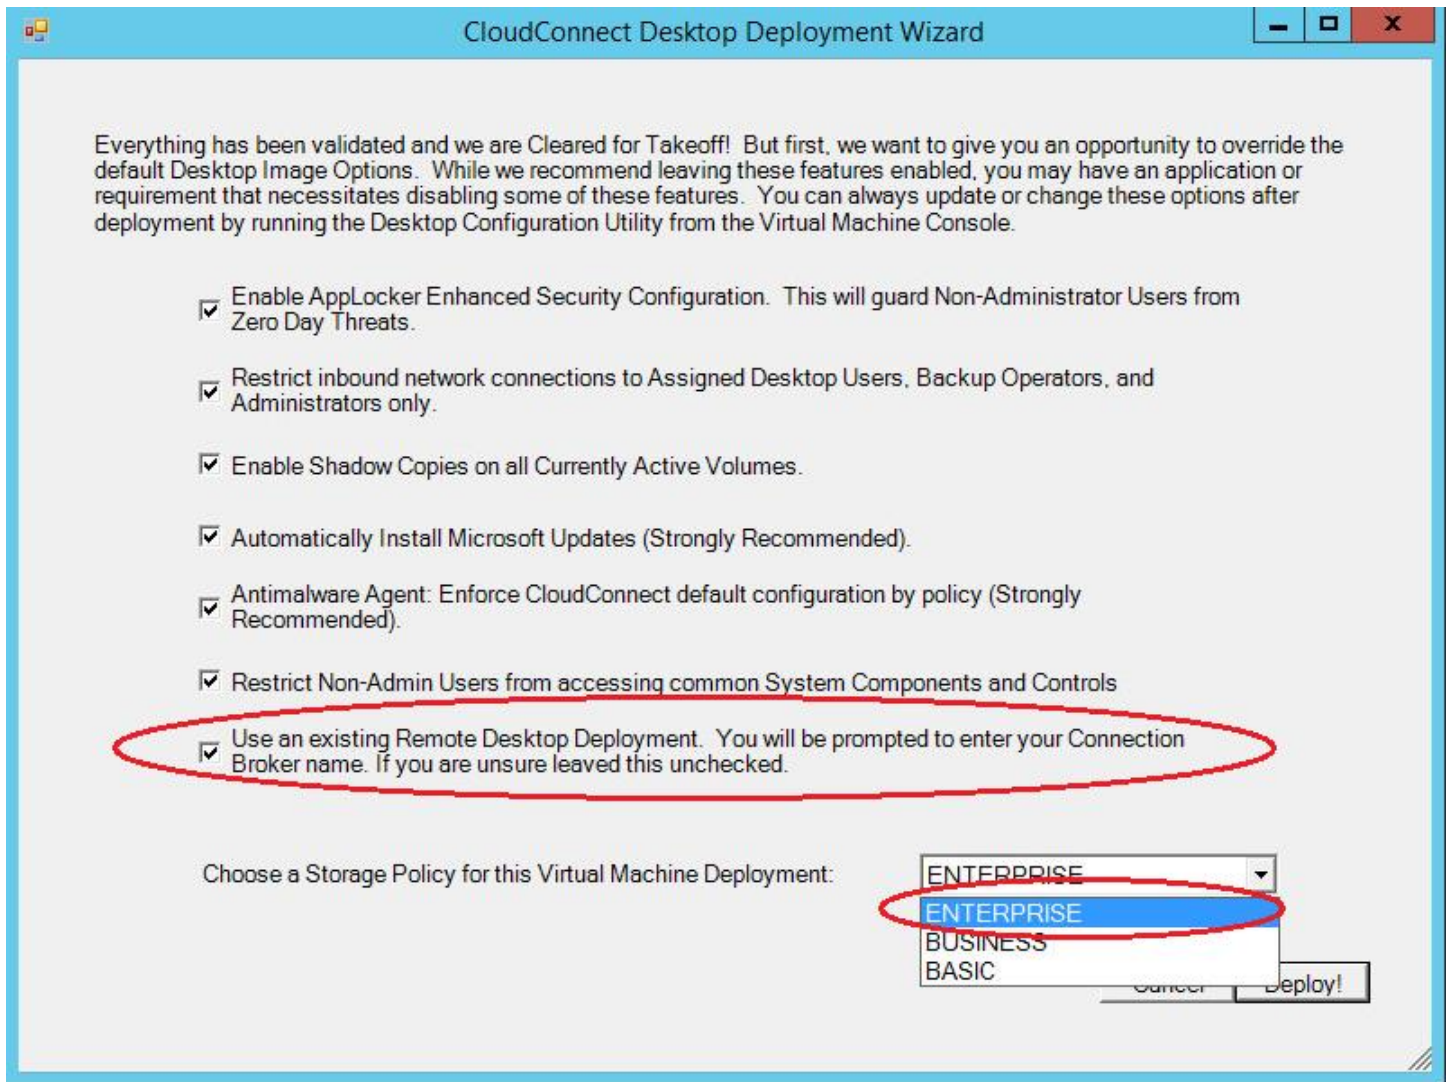 CloudConnect Desktop Deployment Wizard
Everything has been validated and we are Cleared for Takeoff!  But first, we want to give you an opportunity to override the
default Desktop Image Options.  While we recommend leaving these features enabled, you may have an application or
requirement that necessitates disabling some of these features.  You can always update or change these options after
deployment by running the Desktop Configuration Utility from the Virtual Machine Console.
Enable AppLocker Enhanced Security Configuration.  This will guard Non-Administrator Users from
Zero Day Threats.
Restrict inbound network connections to Assigned Desktop Users, Backup Operators, and
Administrators only.
Enable Shadow Copies on all Currently Active Volumes.
Automatically Install Microsoft Updates (Strongly Recommended).
Antimalware Agent: Enforce CloudConnect default configuration by policy (Strongly
Recommended).
Restrict Non-Admin Users from accessing common System Components and Controls
Use an existing Remote Desktop Deployment.  You will be prompted to enter your Connection
Broker name. If you are unsure leaved this unchecked.
Choose a Storage Policy for this Virtual Machine Deployment:
ENTERPRISE
ENTERPRISE
BUSINESS
BASIC
Cancel
Deploy!